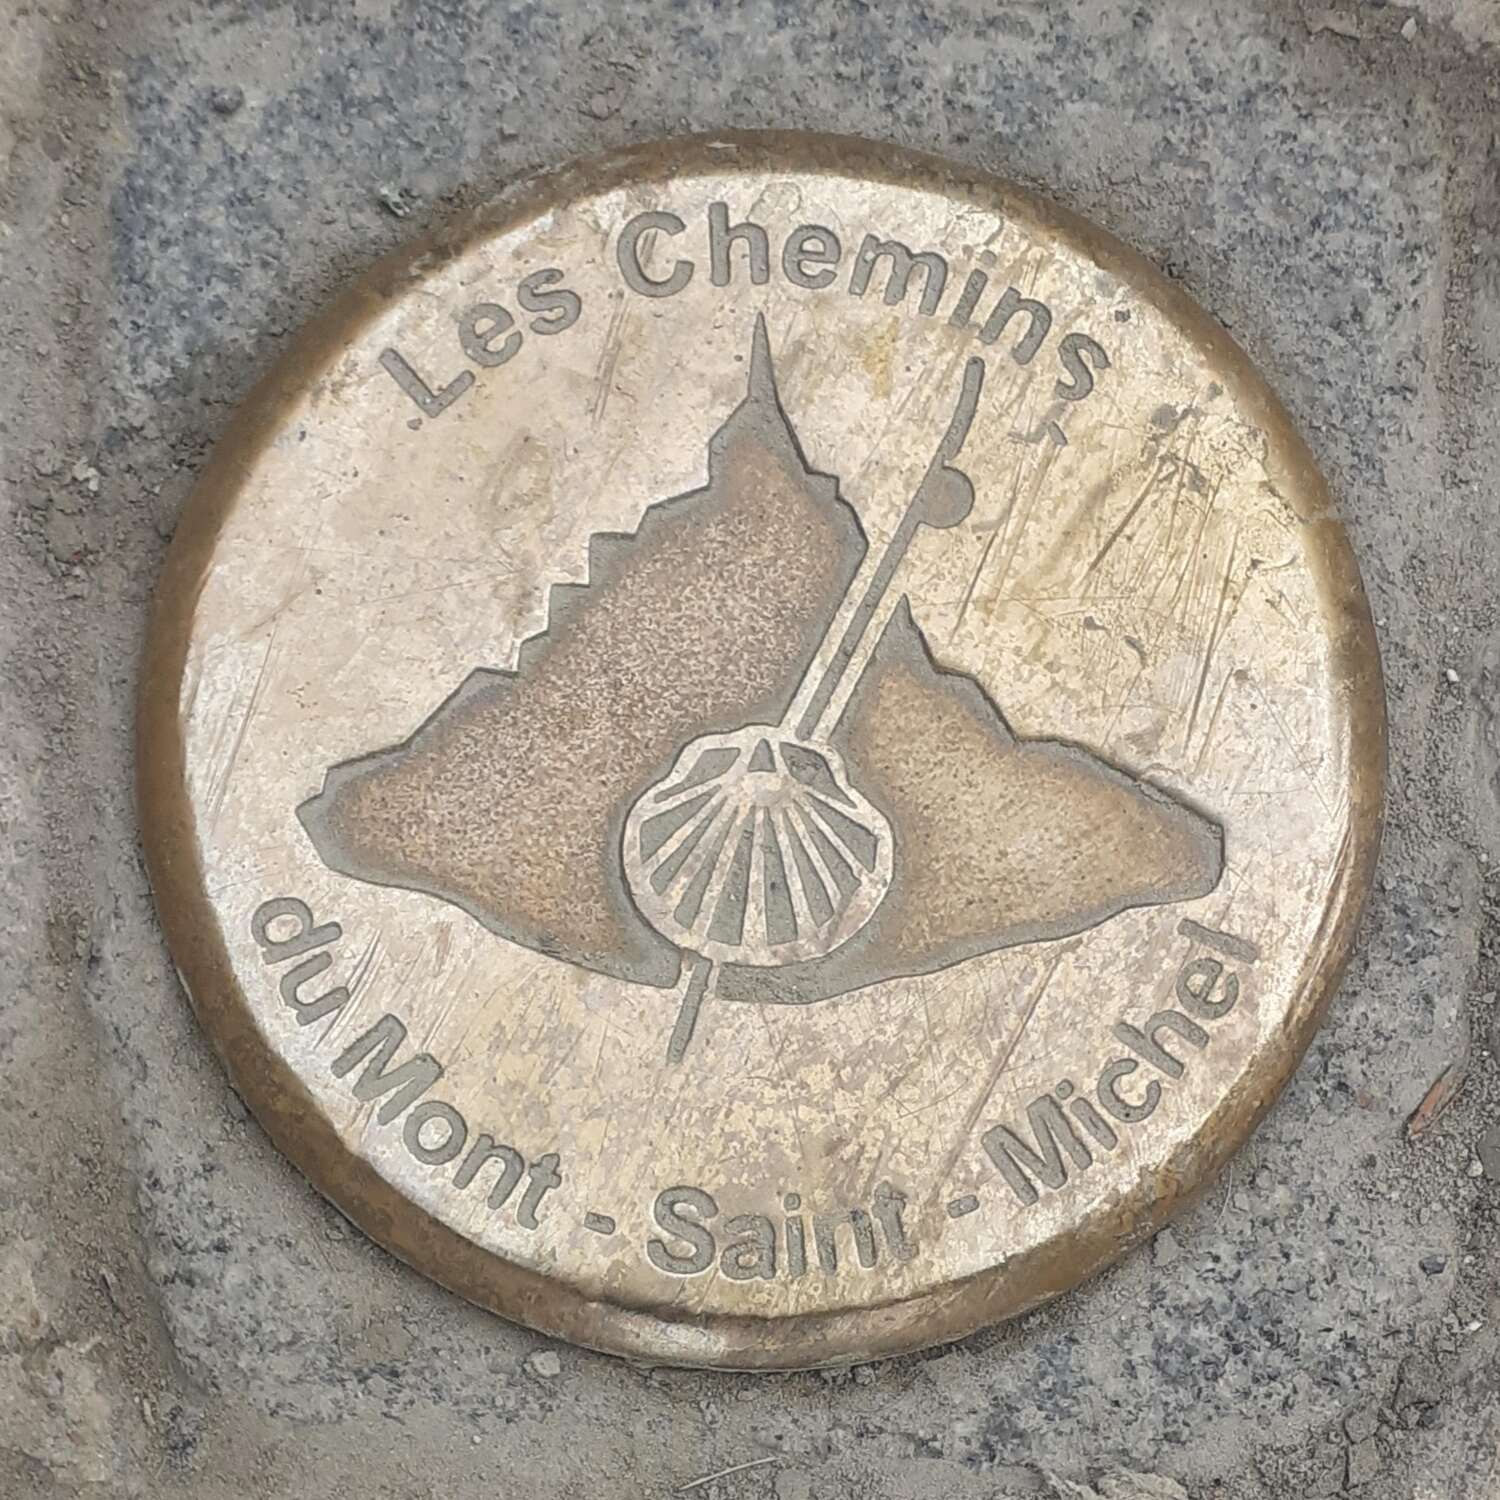 Les Chemins
du Mont - Saint - Michel